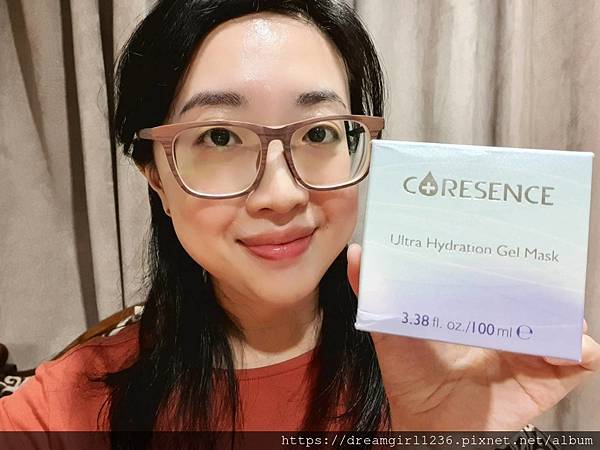 CORESENCE
Ultra Hydration Gel Mask
3.38 fl. oz./100 ml ℮
https://dreamgirl1236.pixnet.net/album